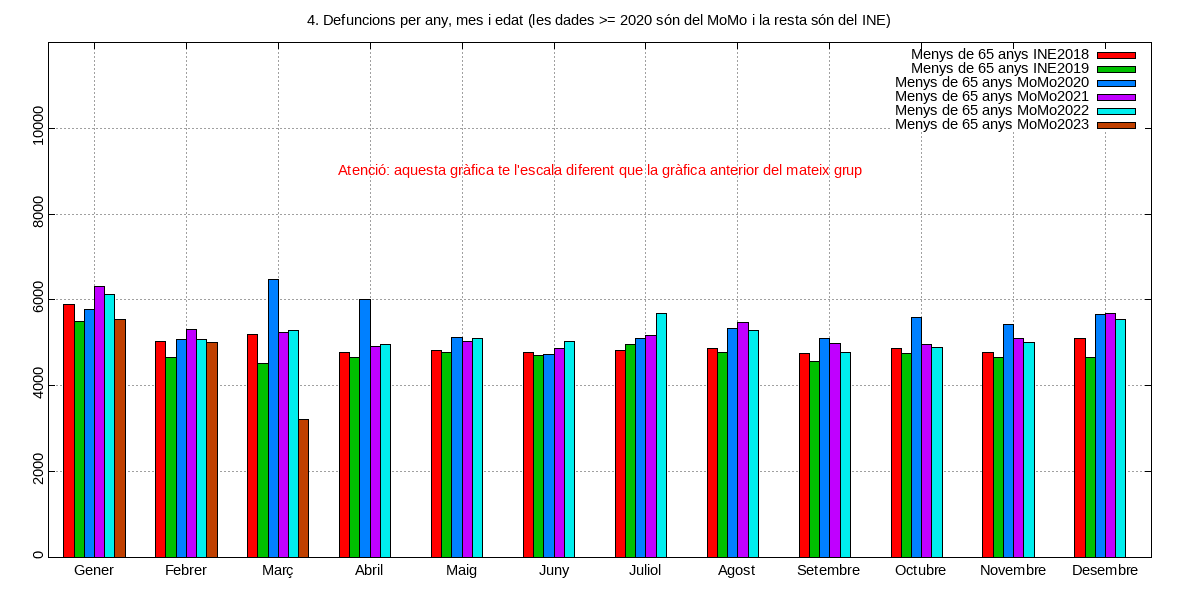 4. Defuncions per any, mes i edat (les dades >= 2020 són del MoMo i la resta són del INE)
Menys de 65 anys INE2018
Menys de 65 anys INE2019
Menys de 65 anys MoMo2020
Menys de 65 anys MoMo2021
Menys de 65 anys MoMo2022
Menys de 65 anys MoMo2023
Atenció: aquesta gràfica te l'escala diferent que la gràfica anterior del mateix grup
10000
8000
6000
4000
2000
0
Gener Febrer Març Abril Maig Juny Juliol Agost Setembre Octubre Novembre Desembre